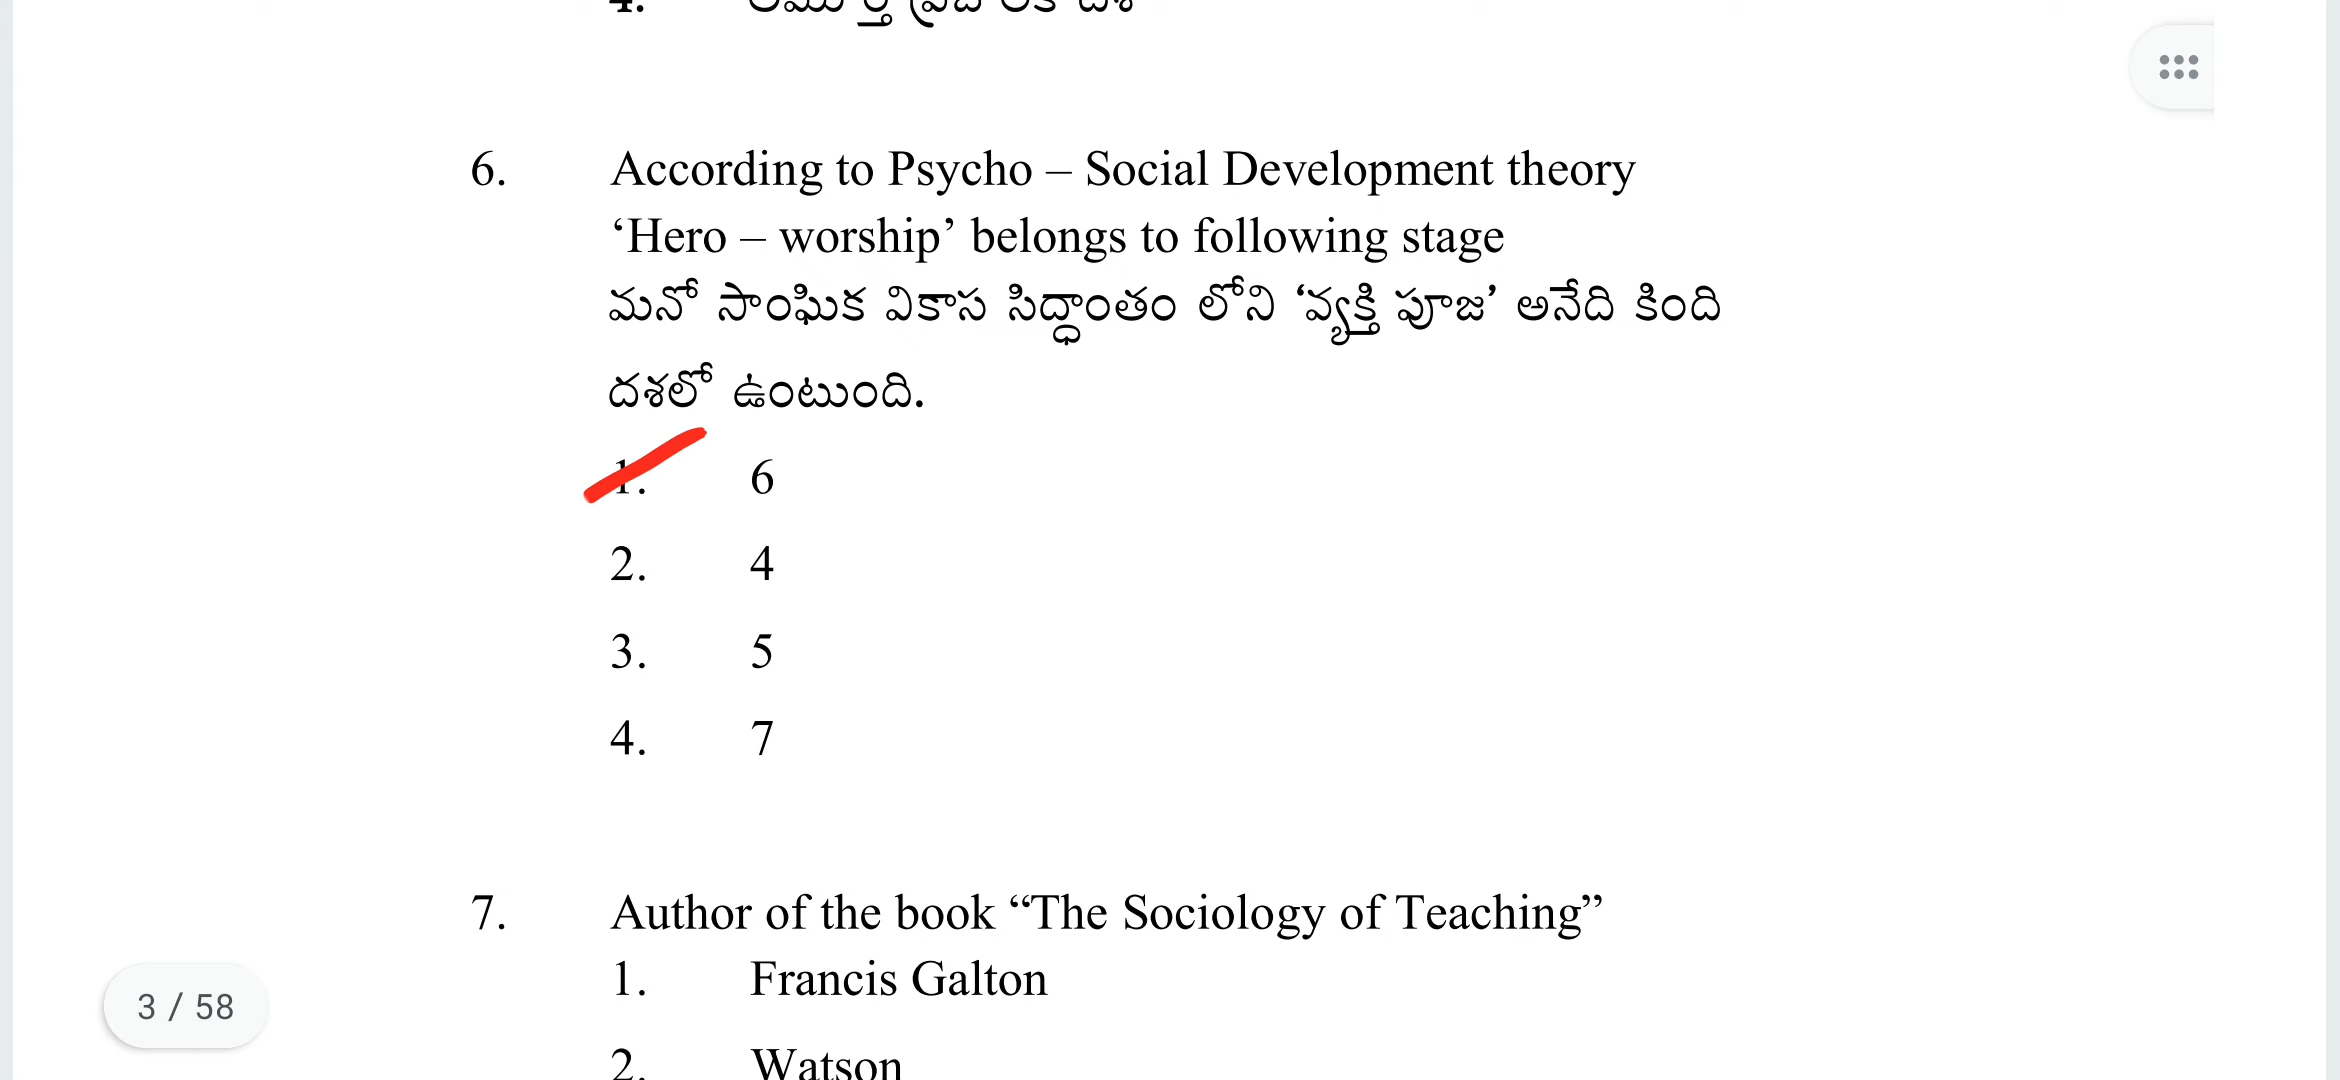 6. According to Psycho – Social Development theory
‘Hero – worship’ belongs to following stage
మనో సాంఘిక వికాస సిద్ధాంతం లోని ‘వ్యక్తి పూజ’ అనేది కింది
దశలో ఉంటుంది.
1. 6
2. 4
3. 5
4. 7
7. Author of the book “The Sociology of Teaching”
1. Francis Galton
3 / 58
2. Watson